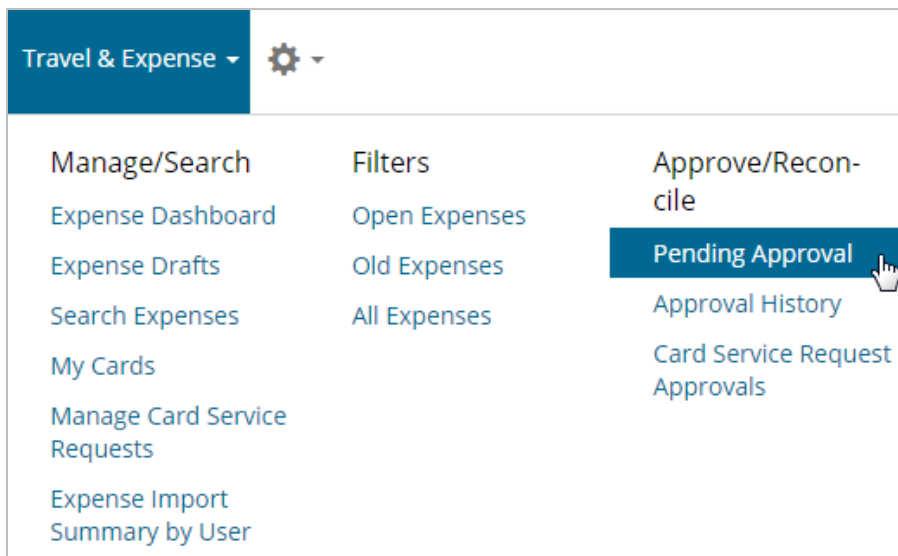 Travel & Expense
Manage/Search
Expense Dashboard
Expense Drafts
Search Expenses
My Cards
Manage Card Service
Requests
Expense Import
Summary by User
Filters
Open Expenses
Old Expenses
All Expenses
Approve/Recon-
cile
Pending Approval
Approval History
Card Service Request
Approvals